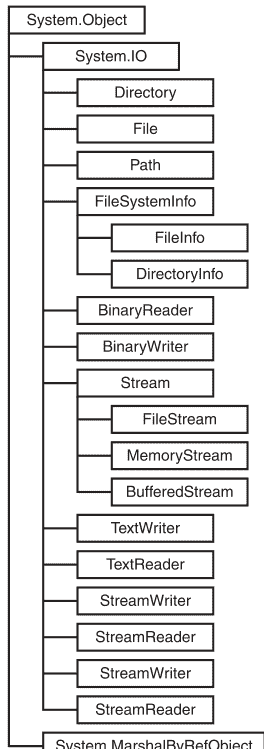 System.Object
System.IO
Directory
File
Path
FileSystemInfo
FileInfo
DirectoryInfo
BinaryReader
BinaryWriter
Stream
FileStream
MemoryStream
BufferedStream
TextWriter
TextReader
StreamWriter
StreamReader
StreamWriter
StreamReader
System.MarshalByRefObject